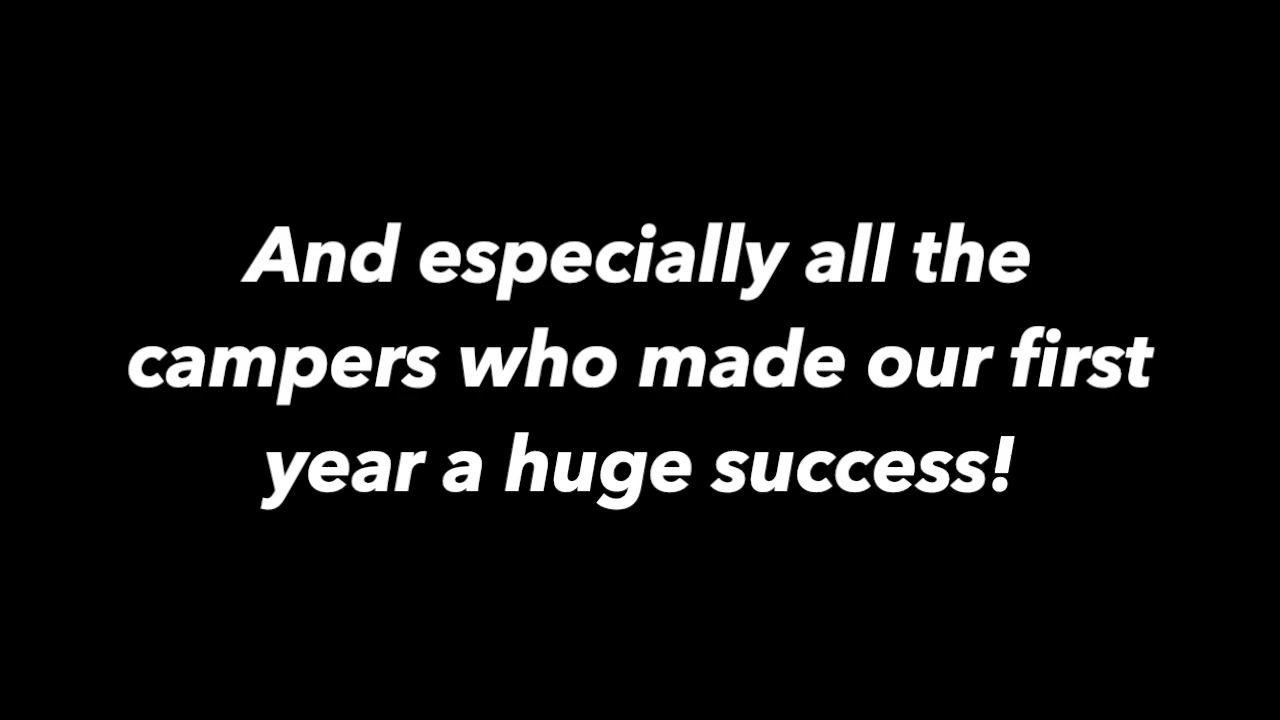 And especially all the
campers who made our first
year a huge success!